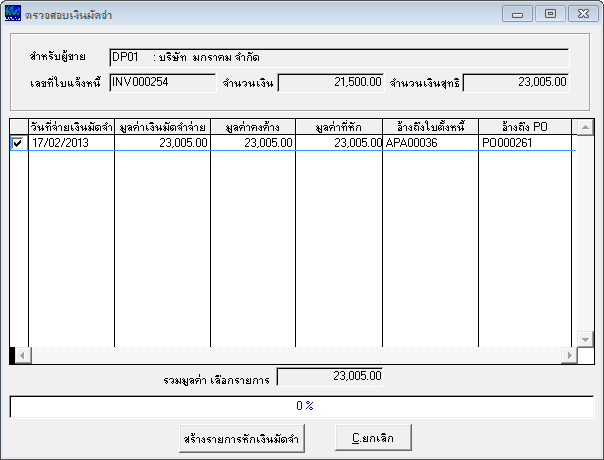 ตรวจสอบเงินมัดจำ
สำหรับผู้ขาย DP01 : บริษัท มกราคม จำกัด
เลขที่ใบแจ้งหนี้ INV000254 จำนวนเงิน 21,500.00 จำนวนเงินสุทธิ 23,005.00
วันที่จ่ายเงินมัดจำ มูลค่าเงินมัดจำจ่าย มูลค่าคงค้าง มูลค่าที่หัก อ้างถึงใบตั้งหนี้ อ้างถึง PO
17/02/2013 23,005.00 23,005.00 23,005.00 APA00036 PO000261
รวมมูลค่า เลือกรายการ 23,005.00
0 %
สร้างรายการหักเงินมัดจำ C.ยกเลิก